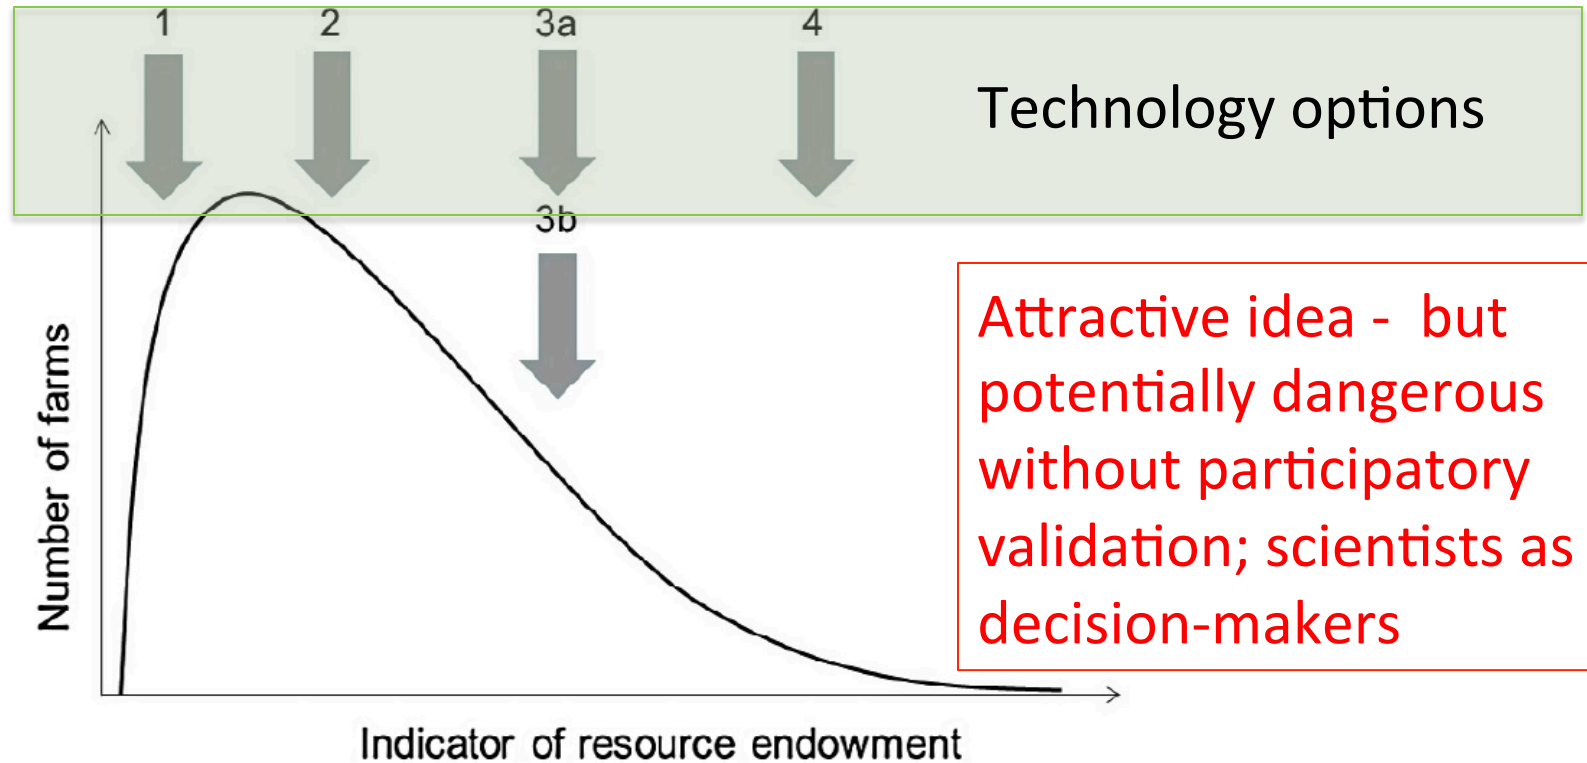 1 2 3a 4
Technology options
3b
Attractive idea - but
potentially dangerous
without participatory
validation; scientists as
decision-makers
Number of farms
Indicator of resource endowment